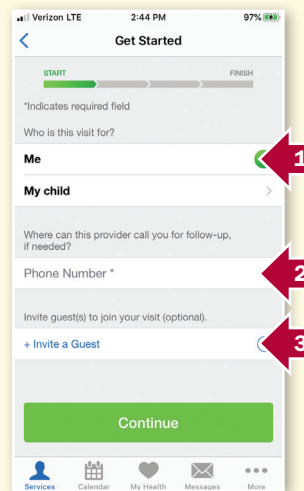 Verizon LTE 2:44 PM 97%
Get Started
START FINISH
*Indicates required field
Who is this visit for?
Me
1
My child
Where can this provider call you for follow-up,
if needed?
Phone Number *
2
Invite guest(s) to join your visit (optional).
+ Invite a Guest
3
Continue
Services Calendar My Health Messages More